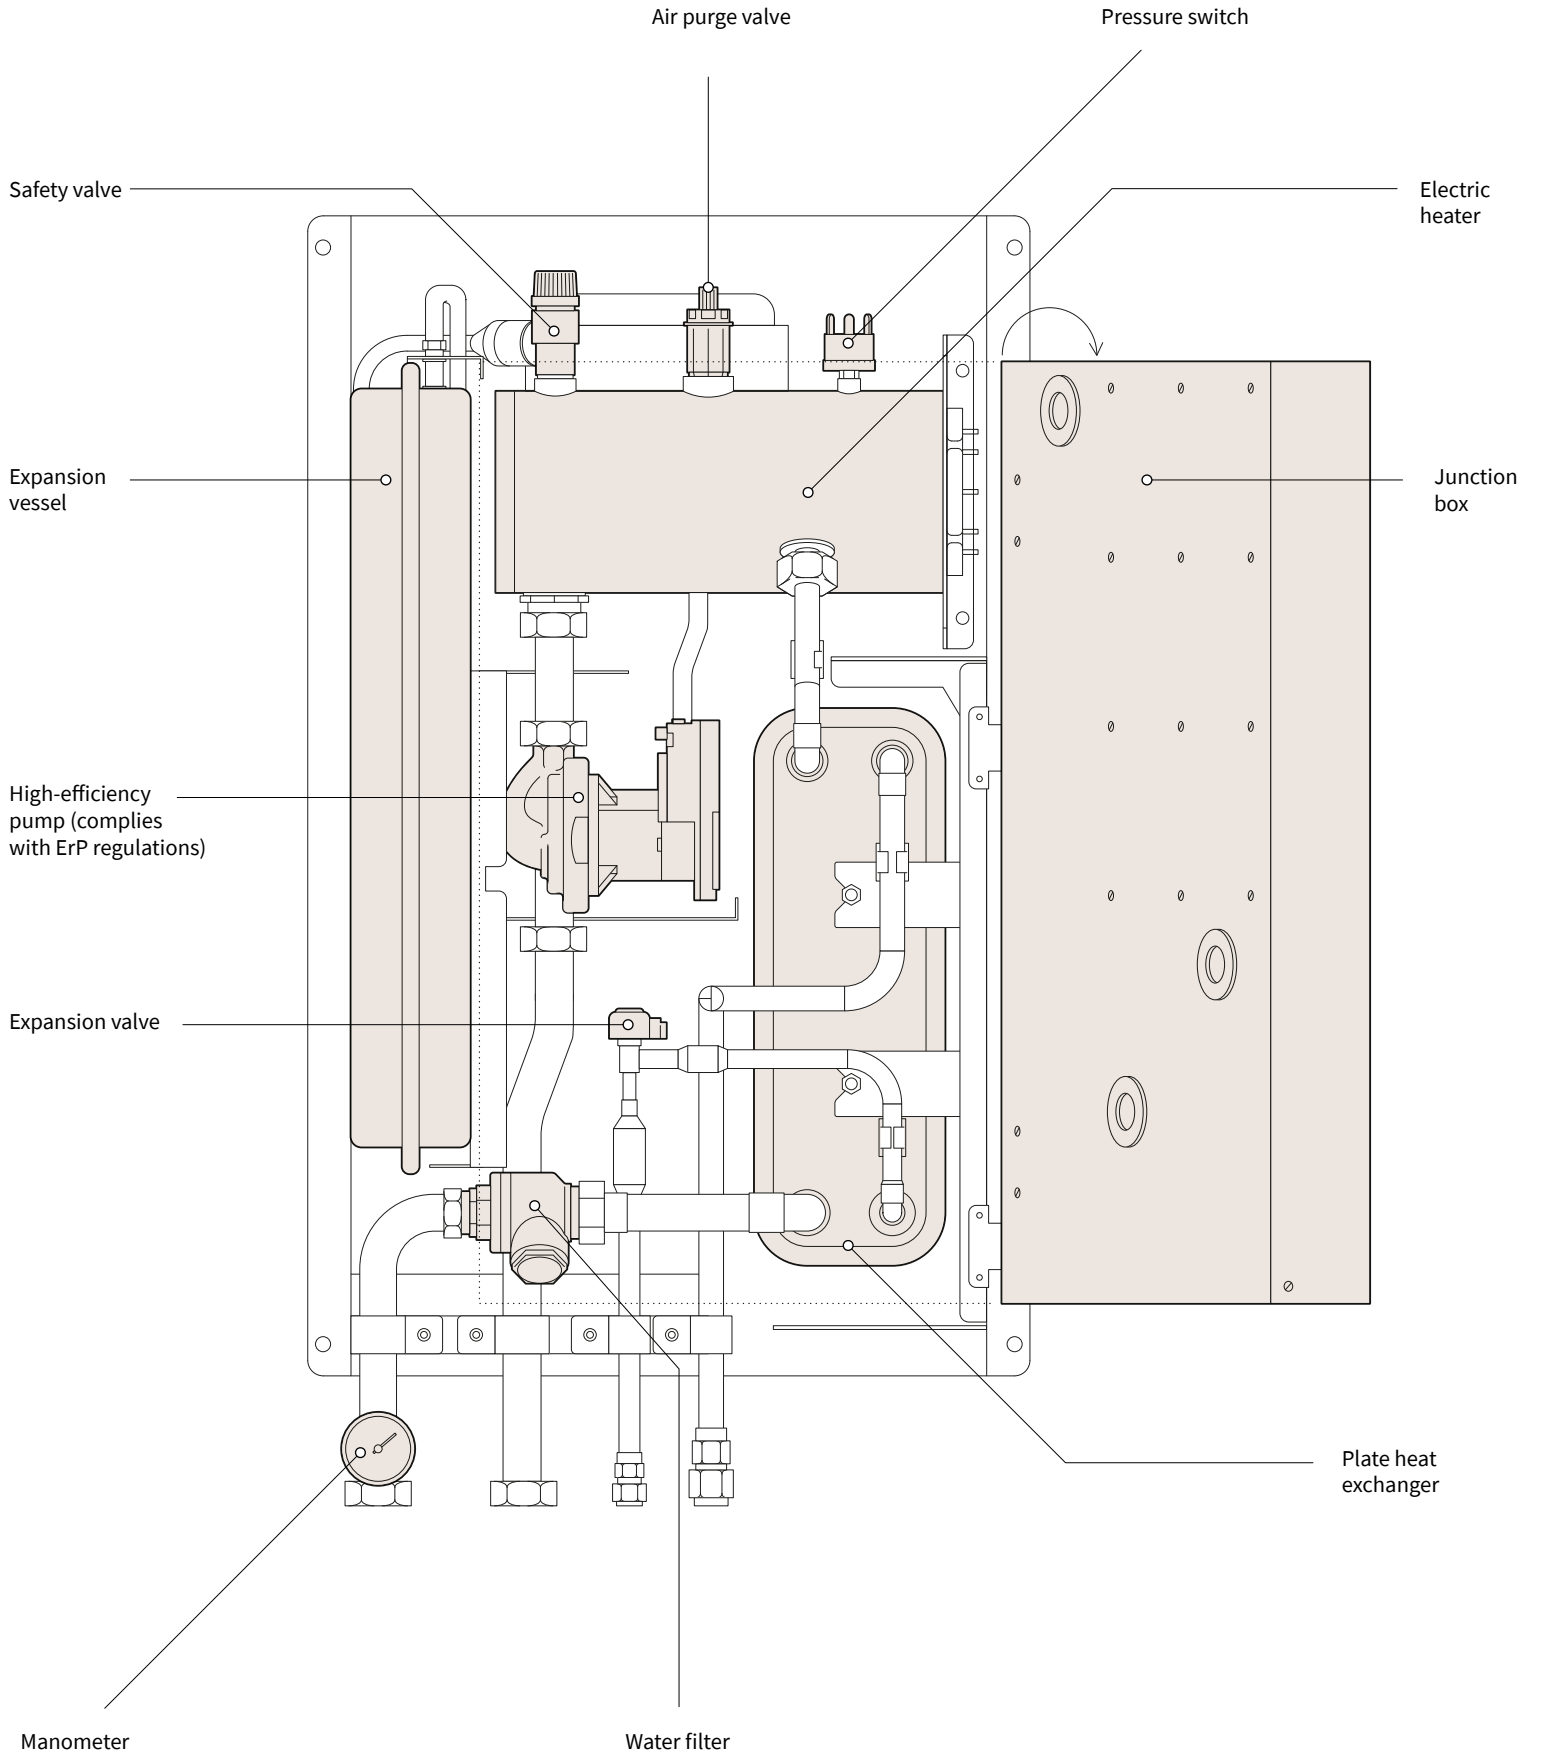 Air purge valve
Pressure switch
Safety valve
Electric
heater
Expansion
vessel
Junction
box
High-efficiency
pump (complies
with ErP regulations)
Expansion valve
Plate heat
exchanger
Manometer
Water filter